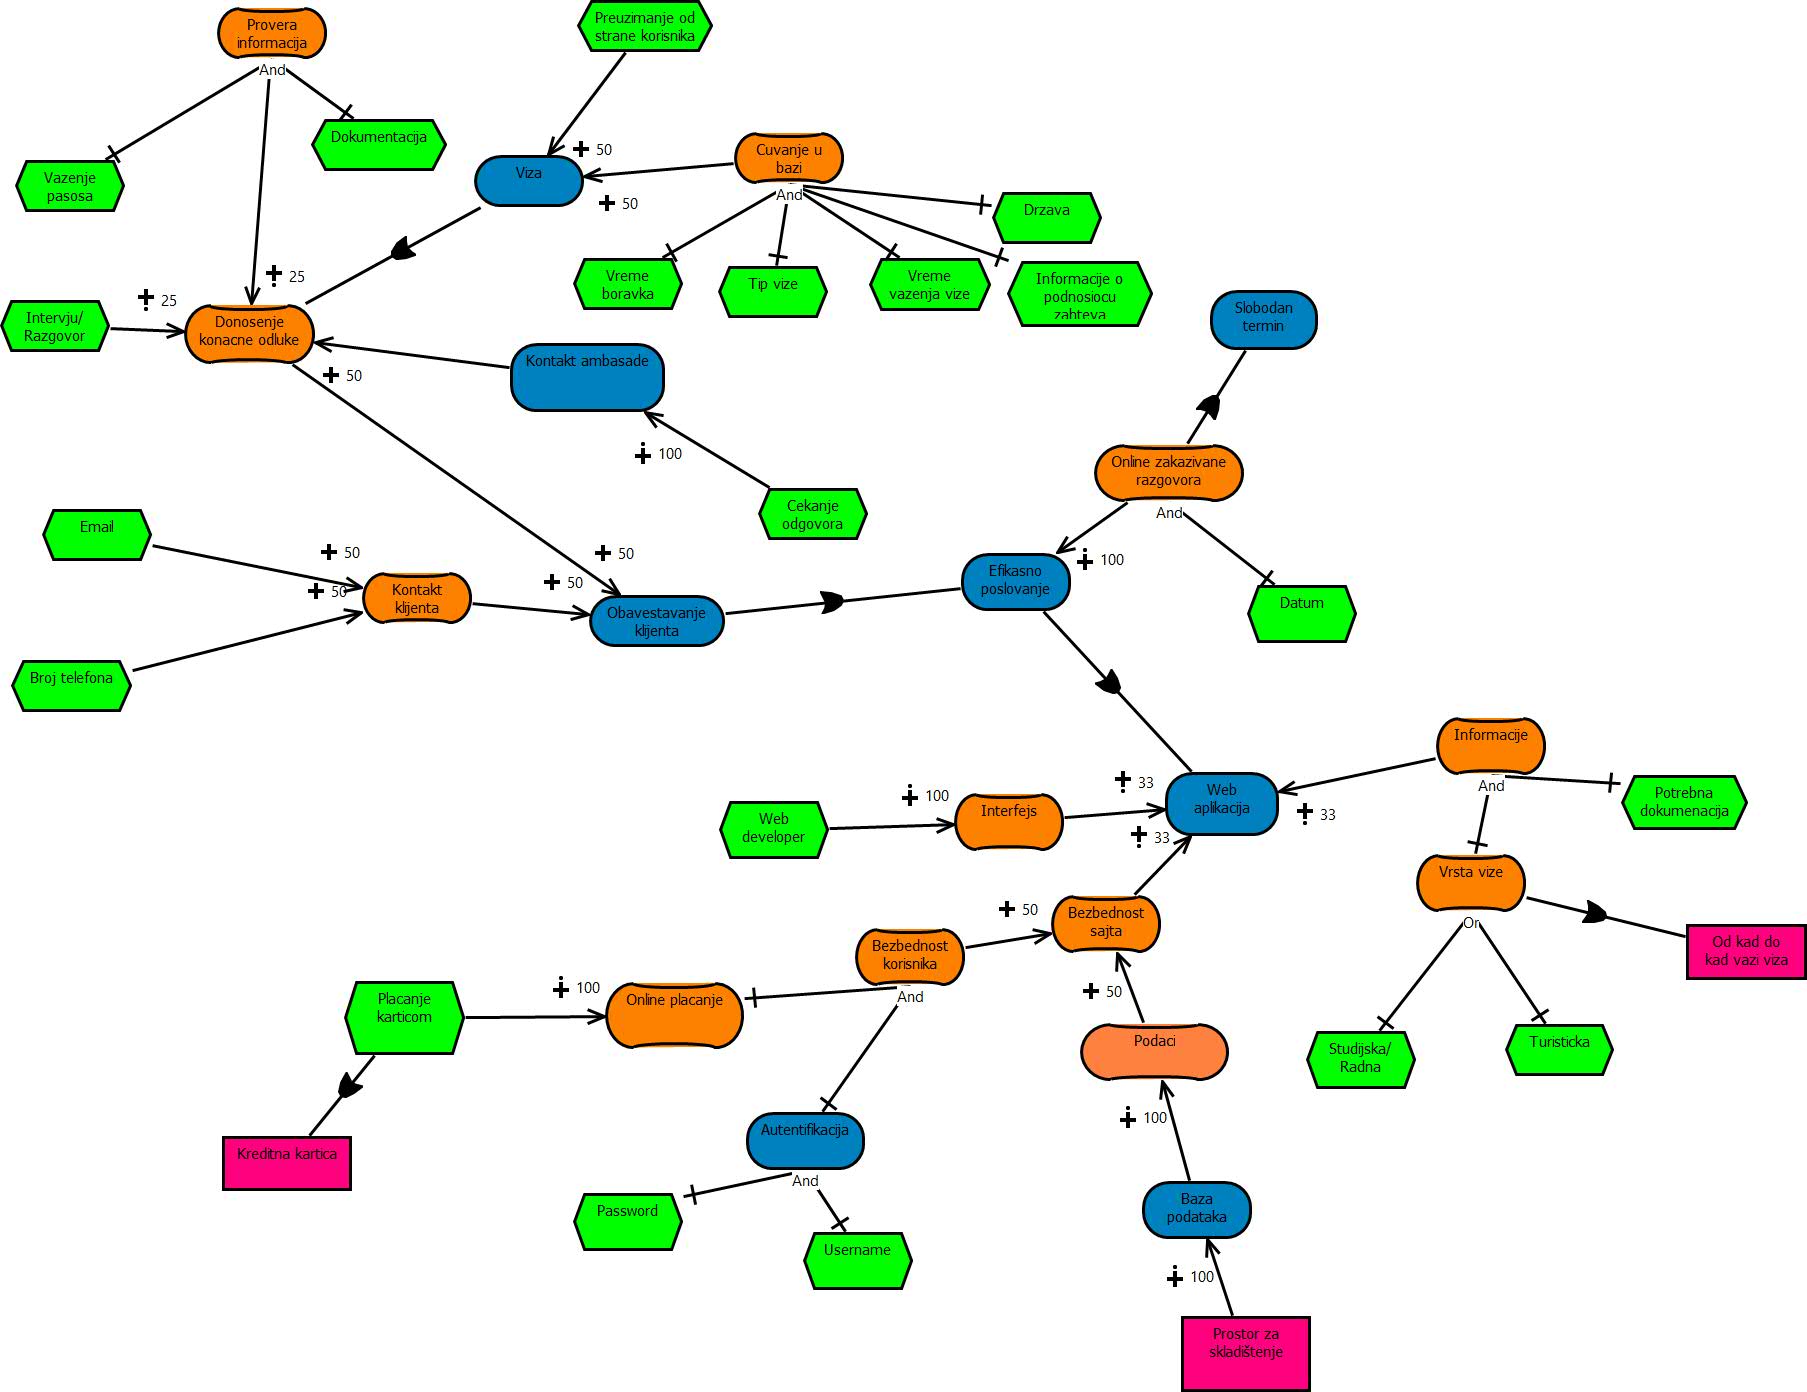 Provera
informacija
And
Preuzimanje od
strane korisnika
Dokumentacija
Vazenje
pasosa
Viza
50
50
Cuvanje u
bazi
And
Drzava
Vreme
boravka
Tip vize
Vreme
vazenja vize
Informacije o
podnosiocu
zahteva
25
25
Intervju/
Razgovor
Donosenje
konacne odluke
50
Kontakt ambasade
100
Cekanje
odgovora
Slobodan
termin
Online zakazivane
razgovora
And
100
Datum
Email
50
50
Kontakt
klijenta
50
50
Broj telefona
Obavestavanje
klijenta
Efikasno
poslovanje
Informacije
And
Potrebna
dokumenacija
Web
aplikacija
33
33
33
Web
developer
100
Interfejs
Vrsta vize
Or
Od kad do
kad vazi viza
Studijska/
Radna
Turisticka
Bezbednost
sajta
50
50
Bezbednost
korisnika
And
Placanje
karticom
100
Online placanje
Podaci
100
Kreditna kartica
Autentifikacija
And
Password
Username
Baza
podataka
100
Prostor za
skladištenje